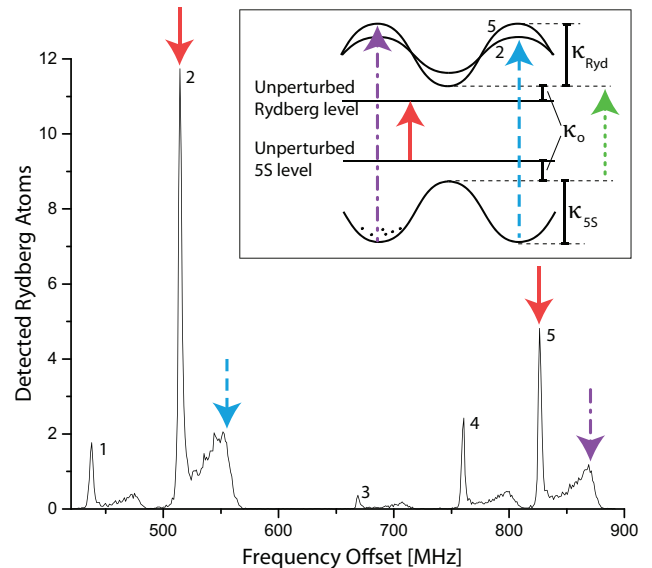 12
10
8
6
4
2
0
Detected Rydberg Atoms
500
600
700
800
900
Frequency Offset [MHz]
1
2
3
4
5
5
2
κRyd
Unperturbed
Rydberg level
κo
Unperturbed
5S level
κ5S